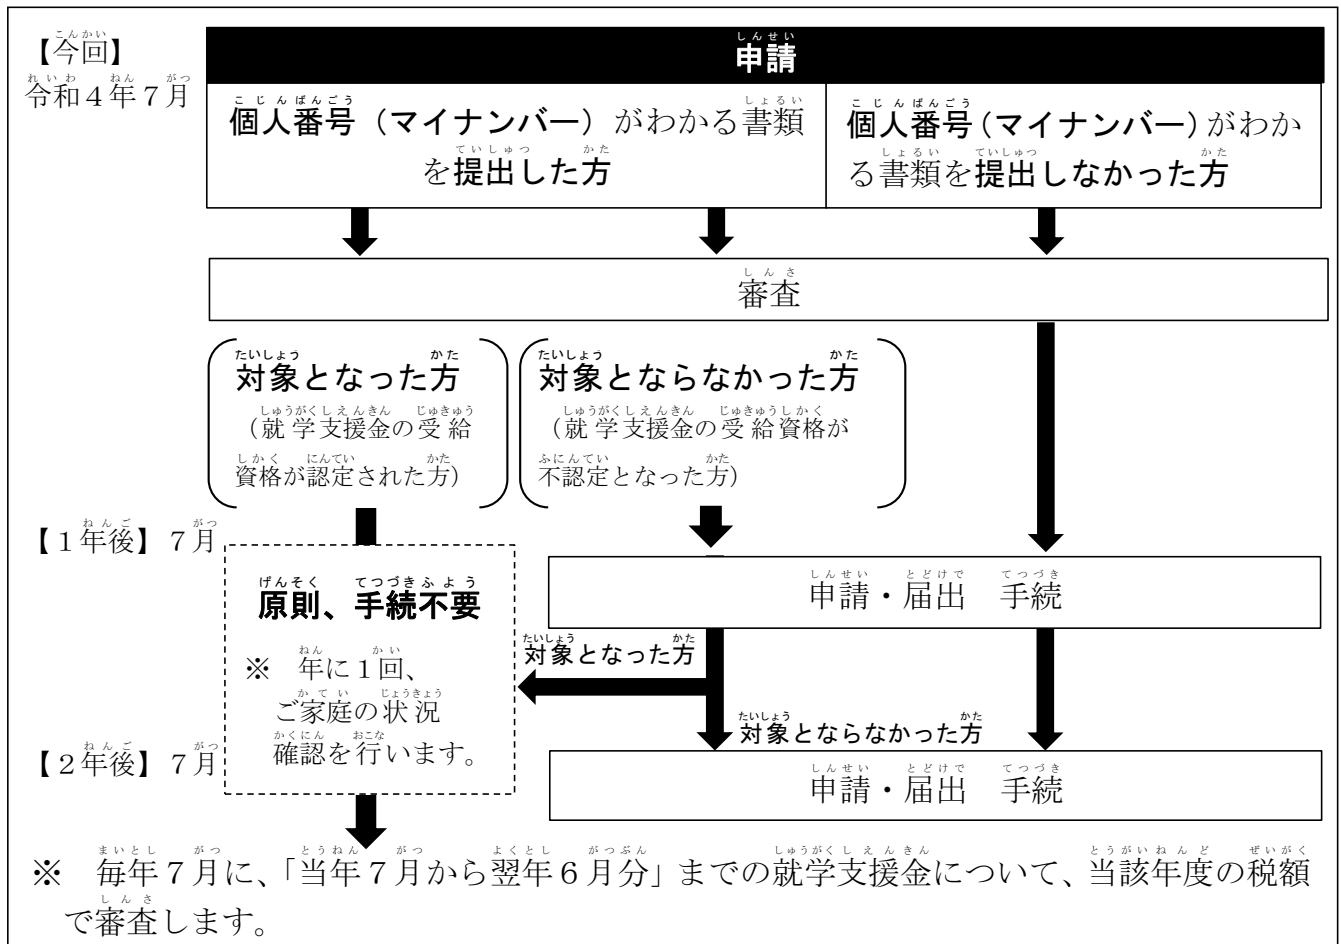 【今回】
令和４年７月
申請
個人番号（マイナンバー）がわかる書類
を提出した方
個人番号（マイナンバー）がわか
る書類を提出しなかった方
審査
対象となった方
（就学支援金の受給
資格が認定された方）
対象とならなかった方
（就学支援金の受給資格が
不認定となった方）
【１年後】７月
原則、手続不要
※　年に１回、
ご家庭の状況
確認を行います。
申請・届出　手続
対象となった方
対象とならなかった方
【２年後】７月
申請・届出　手続
※　毎年７月に、「当年７月から翌年６月分」までの就学支援金について、当該年度の税額
で審査します。